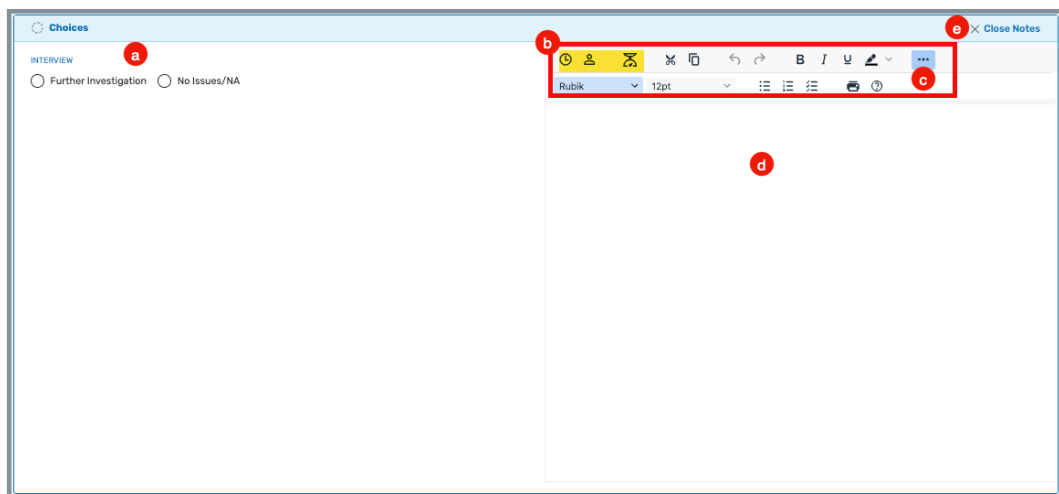 Choices
e
Close Notes
INTERVIEW
a
b
B I U
c
Further Investigation
No Issues/NA
Rubik
12pt
d